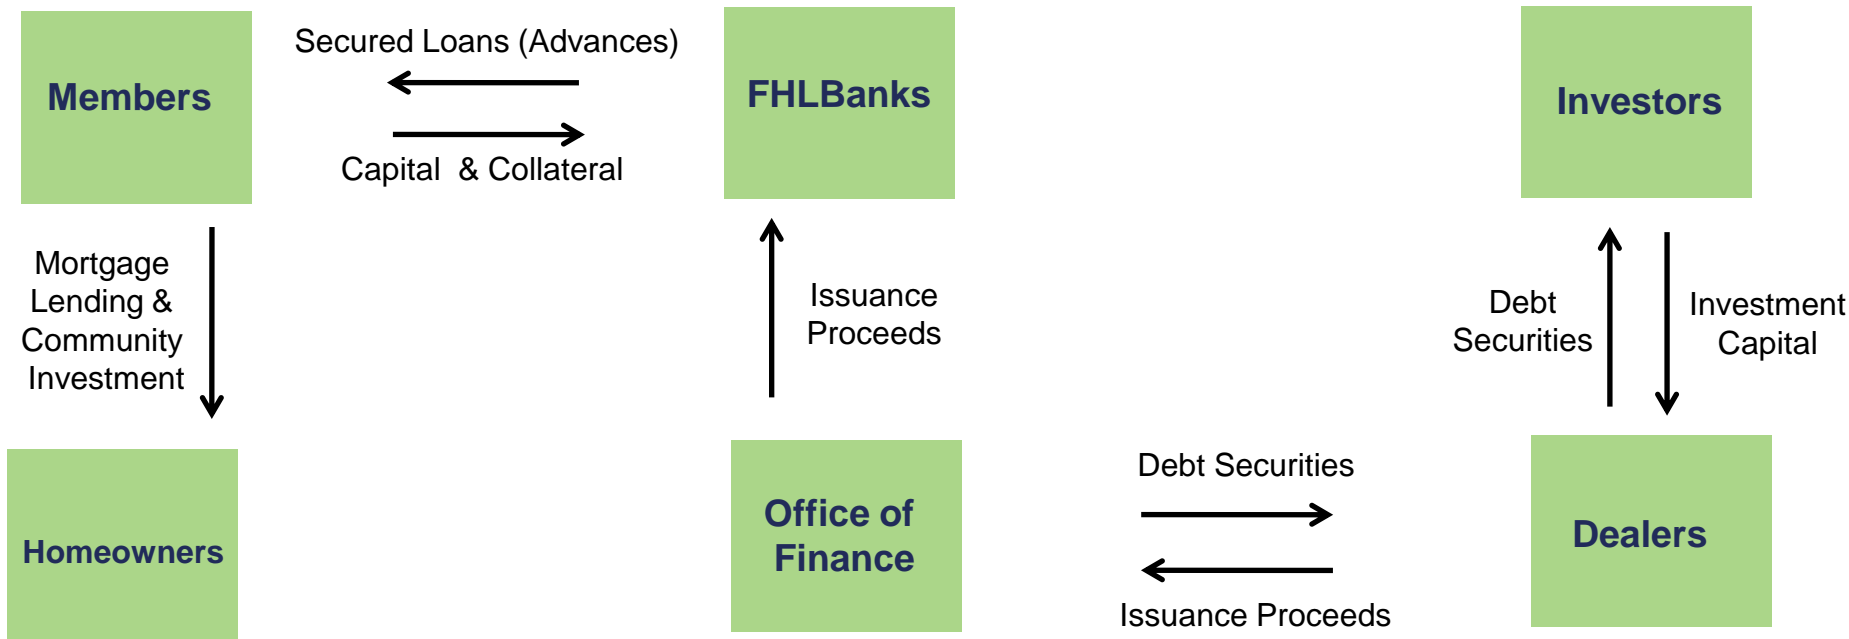 Members
Secured Loans (Advances)
Capital & Collateral
FHLBanks
Investors
Mortgage
Lending &
Community
Investment
Issuance
Proceeds
Debt
Securities
Investment
Capital
Homeowners
Office of
Finance
Debt Securities
Issuance Proceeds
Dealers